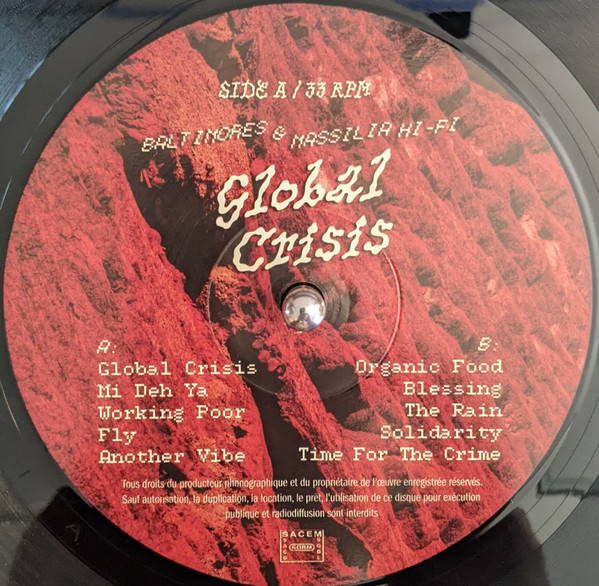 SIDE A / 33 RPM
BALTIMORES & MASSILIA HI-FI
Global
Crisis
A:
Global Crisis
Mi Deh Ya
Working Poor
Fly
Another Vibe
B:
Organic Food
Blessing
The Rain
Solidarity
Time For The Crime
Tous droits du producteur phonographique et du propriétaire de l'œuvre enregistrée réservés.
Sauf autorisation, la duplication, la location, le prêt, l'utilisation de ce disque pour exécution
publique et radiodiffusion sont interdits
SACEM
A